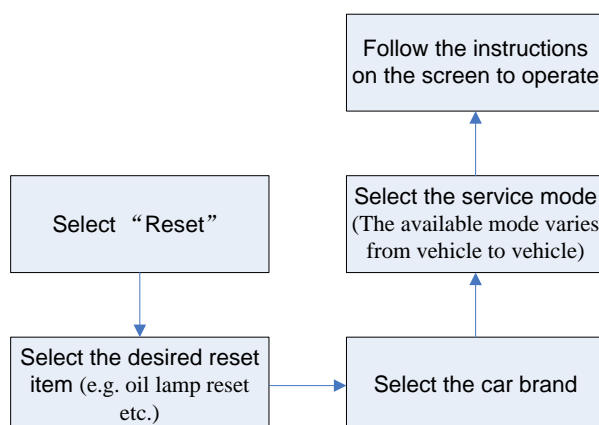 Select “Reset”
Select the desired reset
item (e.g. oil lamp reset
etc.)
Select the car brand
Select the service mode
(The available mode varies
from vehicle to vehicle)
Follow the instructions
on the screen to operate